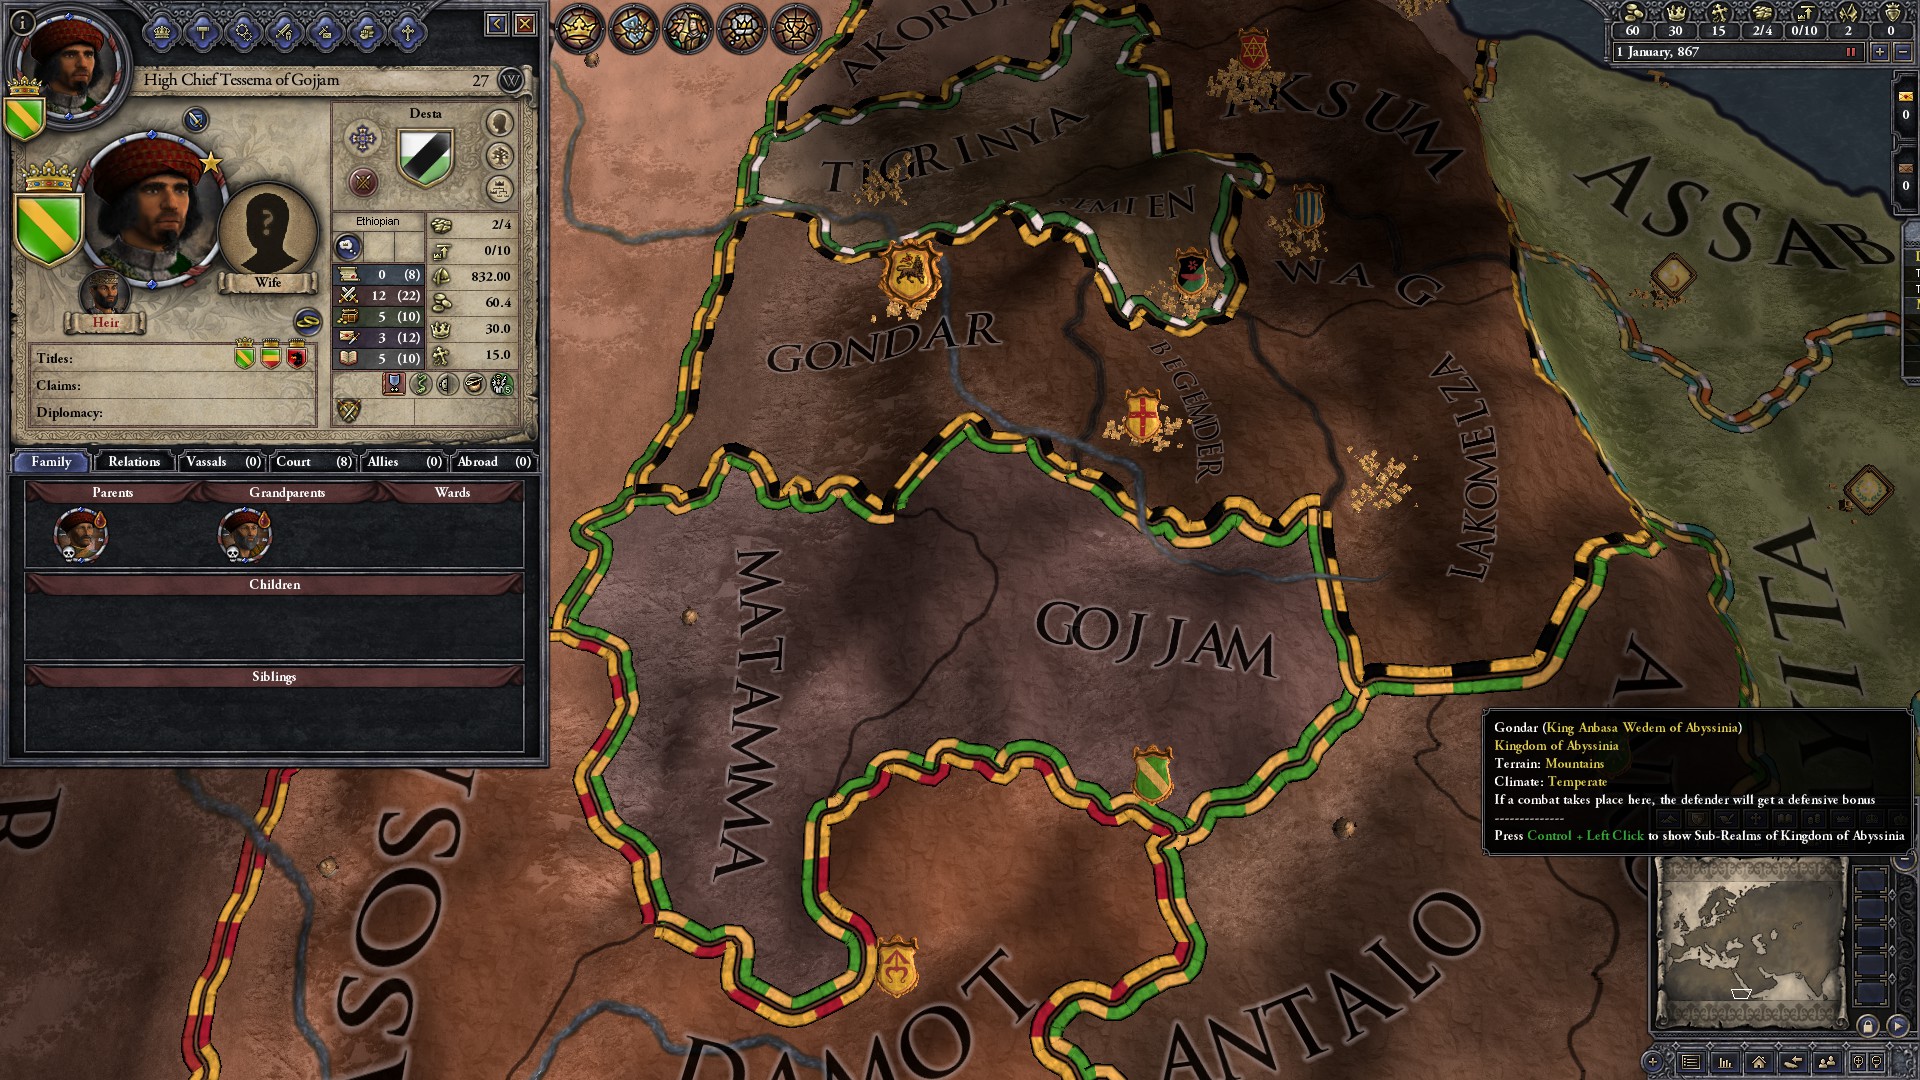 High Chief Tessema of Gojjam 27
Desta
Wife
Heir
Ethiopian
2/4
0/10
832.00
60.4
30.0
15.0
0 (8)
12 (22)
5 (10)
3 (12)
5 (10)
5
Titles:
Claims:
Diplomacy:
Family Relations Vassals (0) Court (8) Allies (0) Abroad (0)
Parents Grandparents Wards
Children
Siblings
60 30 15 2/4 0/10 2 0
1 January, 867
0
0
TIGRINYA
AKSUM
ASSAB
SEMIEN
WAG
GONDAR
BEGEMDER
LAKOMELZA
MATAMMA
GOJJAM
DAMOT
ANTALO
Gondar (King Anbasa Wedem of Abyssinia)
Kingdom of Abyssinia
Terrain: Mountains
Climate: Temperate
If a combat takes place here, the defender will get a defensive bonus
--------------
Press Control + Left Click to show Sub-Realms of Kingdom of Abyssinia